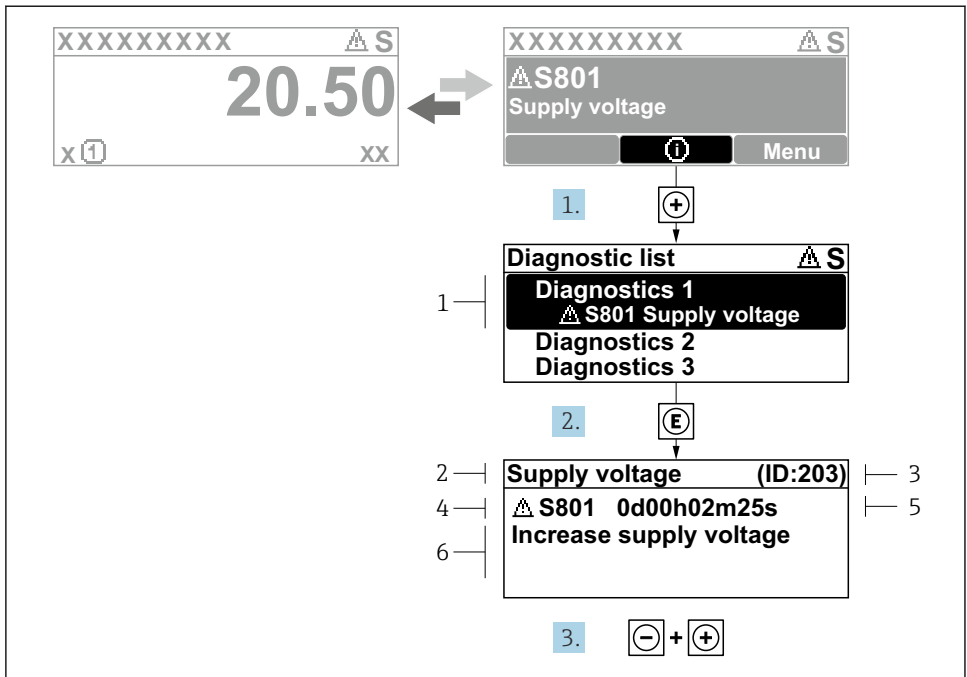 XXXXXXXXX ⚠ S
20.50
x ① xx
XXXXXXXXX ⚠ S
⚠S801
Supply voltage
ⓘ Menu
1. +
Diagnostic list ⚠ S
1
Diagnostics 1
⚠ S801 Supply voltage
Diagnostics 2
Diagnostics 3
2. E
2 Supply voltage (ID:203) 3
4 ⚠ S801 0d00h02m25s 5
6 Increase supply voltage
3. - + +